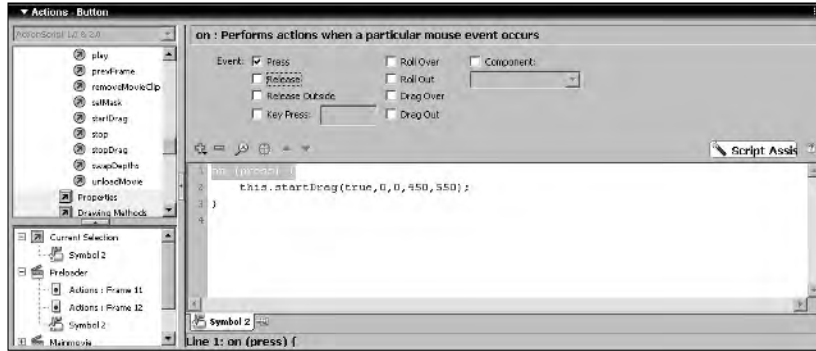 Actions - Button
ActionScript 1.0 & 2.0
play
prevFrame
removeMovieClip
setMask
startDrag
stop
stopDrag
swapDepths
unloadMovie
Properties
Drawing Methods
Current Selection
Symbol 2
Preloader
Actions : Frame 11
Actions : Frame 12
Symbol 2
Mainmovie
on : Performs actions when a particular mouse event occurs
Event: Press Roll Over Component:
Release Roll Out
Release Outside Drag Over
Key Press: Drag Out
Script Assis
1 on (press) {
2 this.startDrag(true,0,0,450,550);
3 }
4
Symbol 2
Line 1: on (press) {